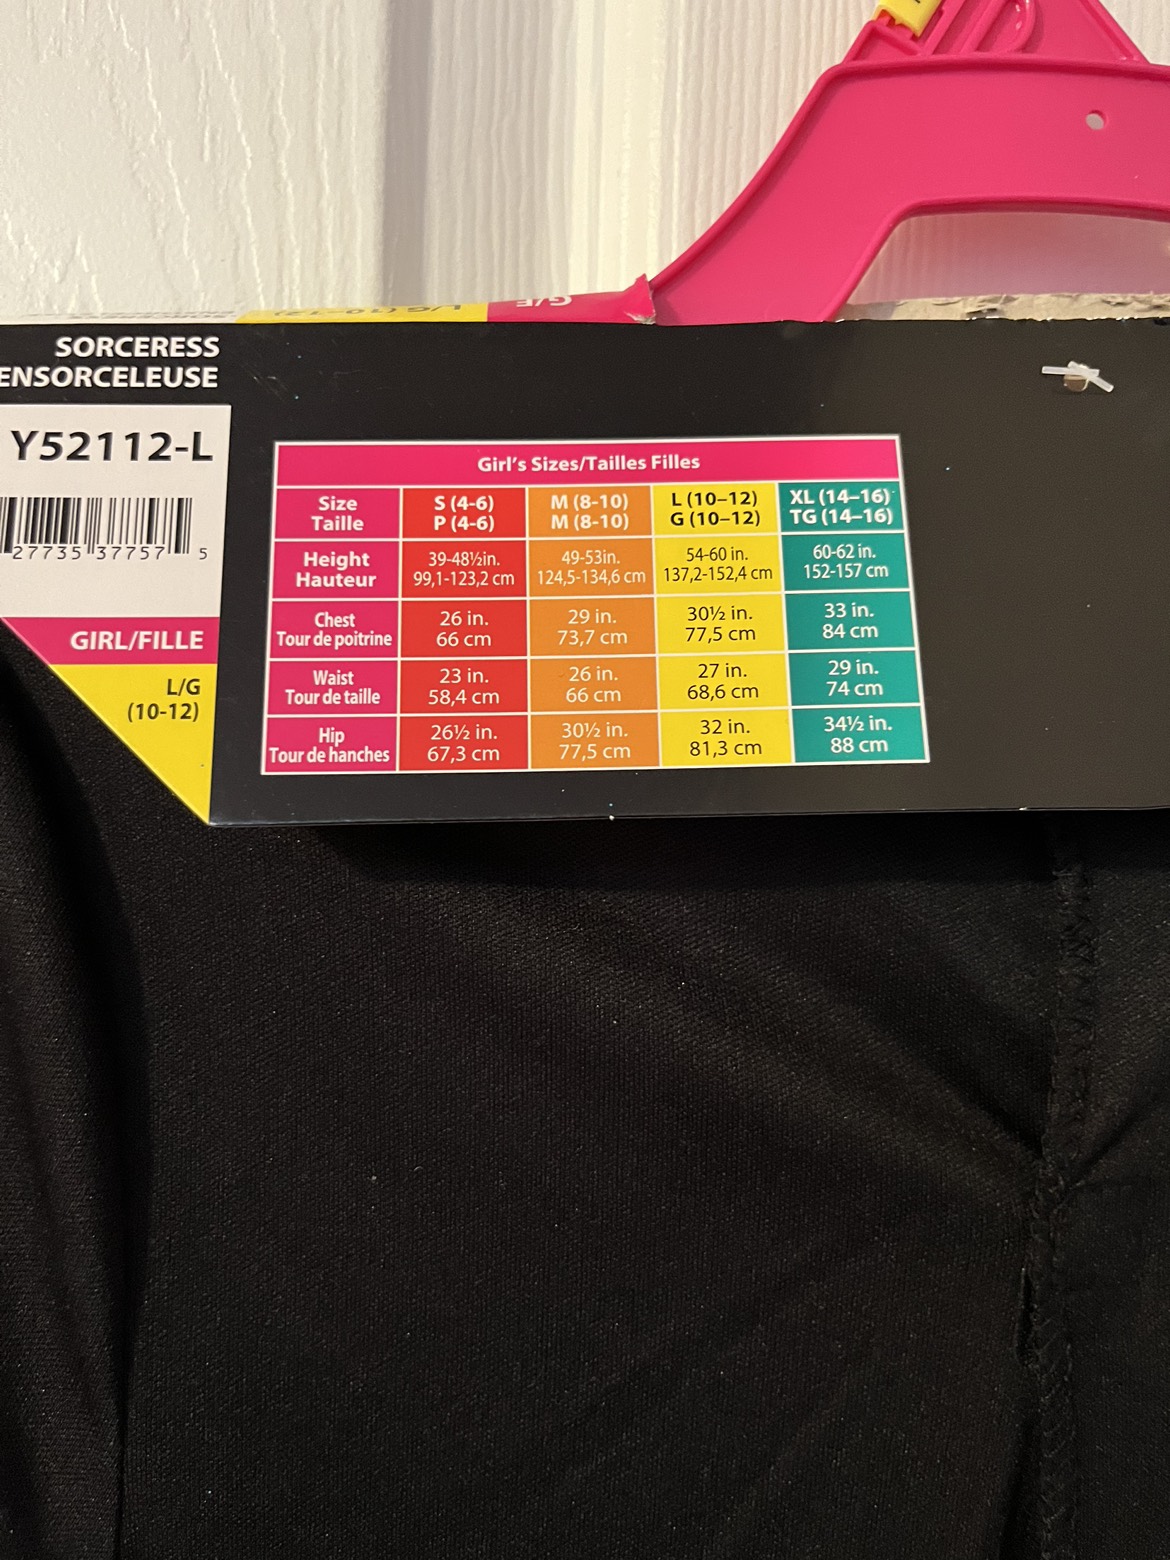 L/G (10-12)
G/E
SORCERESS
ENSORCELEUSE
Y52112-L
27735 37757 5
GIRL/FILLE
L/G
(10-12)
Girl's Sizes/Tailles Filles
Size S (4-6) M (8-10) L (10–12) XL (14–16)
Taille P (4-6) M (8-10) G (10–12) TG (14–16)
Height 39-48½in. 49-53in. 54-60 in. 60-62 in.
Hauteur 99,1-123,2 cm 124,5-134,6 cm 137,2-152,4 cm 152-157 cm
Chest 26 in. 29 in. 30½ in. 33 in.
Tour de poitrine 66 cm 73,7 cm 77,5 cm 84 cm
Waist 23 in. 26 in. 27 in. 29 in.
Tour de taille 58,4 cm 66 cm 68,6 cm 74 cm
Hip 26½ in. 30½ in. 32 in. 34½ in.
Tour de hanches 67,3 cm 77,5 cm 81,3 cm 88 cm